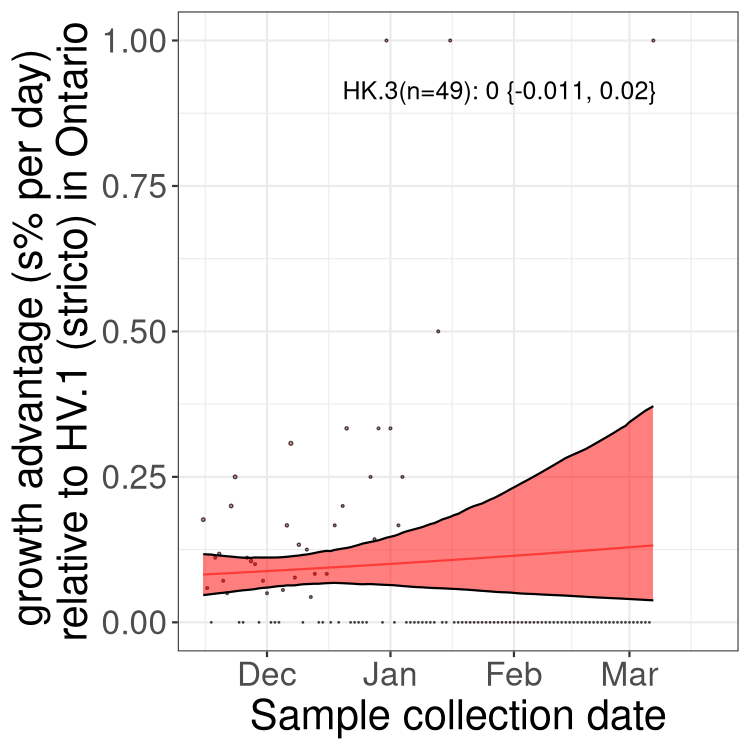 growth advantage (s% per day)
relative to HV.1 (stricto) in Ontario
1.00
0.75
0.50
0.25
0.00
HK.3(n=49): 0 {-0.011, 0.02}
Dec Jan Feb Mar
Sample collection date